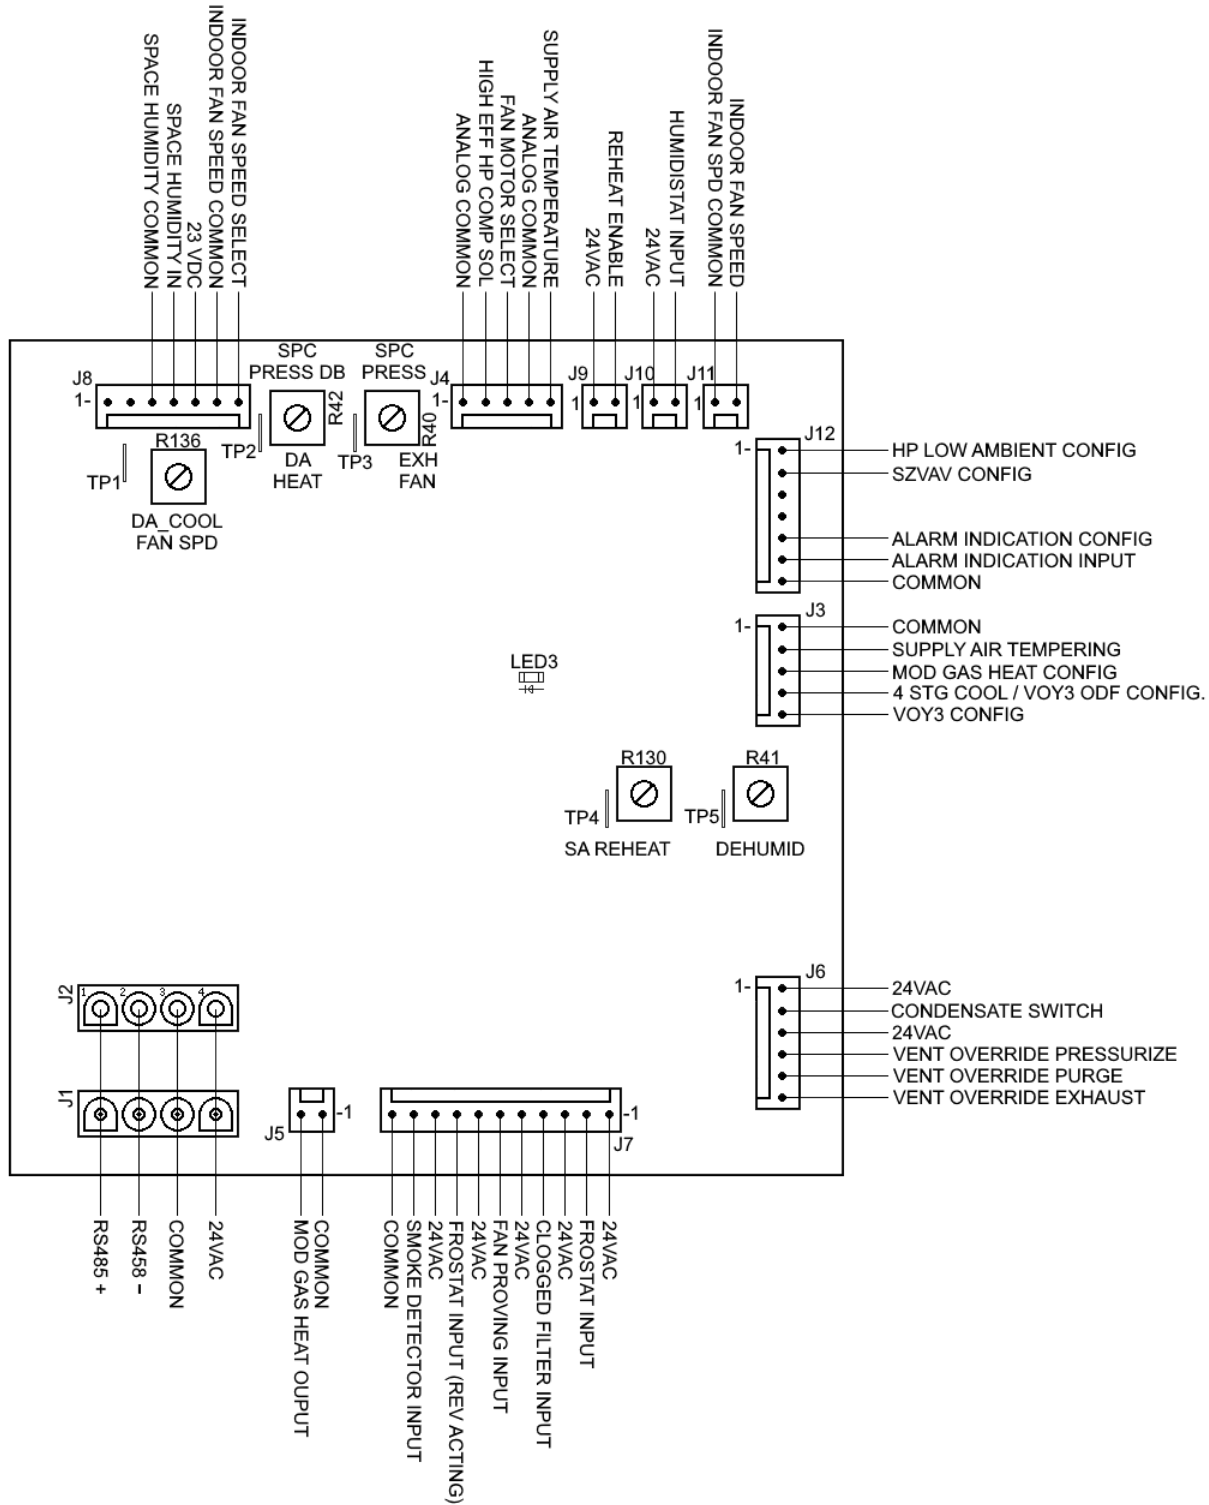 SPACE HUMIDITY COMMON
SPACE HUMIDITY IN
23 VDC
INDOOR FAN SPEED COMMON
INDOOR FAN SPEED SELECT
ANALOG COMMON
HIGH EFF HP COMP SOL
FAN MOTOR SELECT
ANALOG COMMON
SUPPLY AIR TEMPERATURE
24VAC
REHEAT ENABLE
24VAC
HUMIDISTAT INPUT
INDOOR FAN SPD COMMON
INDOOR FAN SPEED
J8
1-
SPC
PRESS DB
R42
TP2
DA
HEAT
SPC
PRESS
R40
TP3
EXH
FAN
J4
1-
J9
1
J10
1
J11
1
R136
TP1
DA_COOL
FAN SPD
J12
1-
HP LOW AMBIENT CONFIG
SZVAV CONFIG
ALARM INDICATION CONFIG
ALARM INDICATION INPUT
COMMON
J3
1-
COMMON
SUPPLY AIR TEMPERING
MOD GAS HEAT CONFIG
4 STG COOL / VOY3 ODF CONFIG.
VOY3 CONFIG
LED3
R130
TP4
SA REHEAT
R41
TP5
DEHUMID
J6
1-
24VAC
CONDENSATE SWITCH
24VAC
VENT OVERRIDE PRESSURIZE
VENT OVERRIDE PURGE
VENT OVERRIDE EXHAUST
J2
1
2
3
4
J1
J5
-1
J7
-1
RS485 +
RS458 –
COMMON
24VAC
MOD GAS HEAT OUPUT
COMMON
COMMON
SMOKE DETECTOR INPUT
24VAC
FROSTAT INPUT (REV ACTING)
24VAC
FAN PROVING INPUT
24VAC
CLOGGED FILTER INPUT
24VAC
FROSTAT INPUT
24VAC